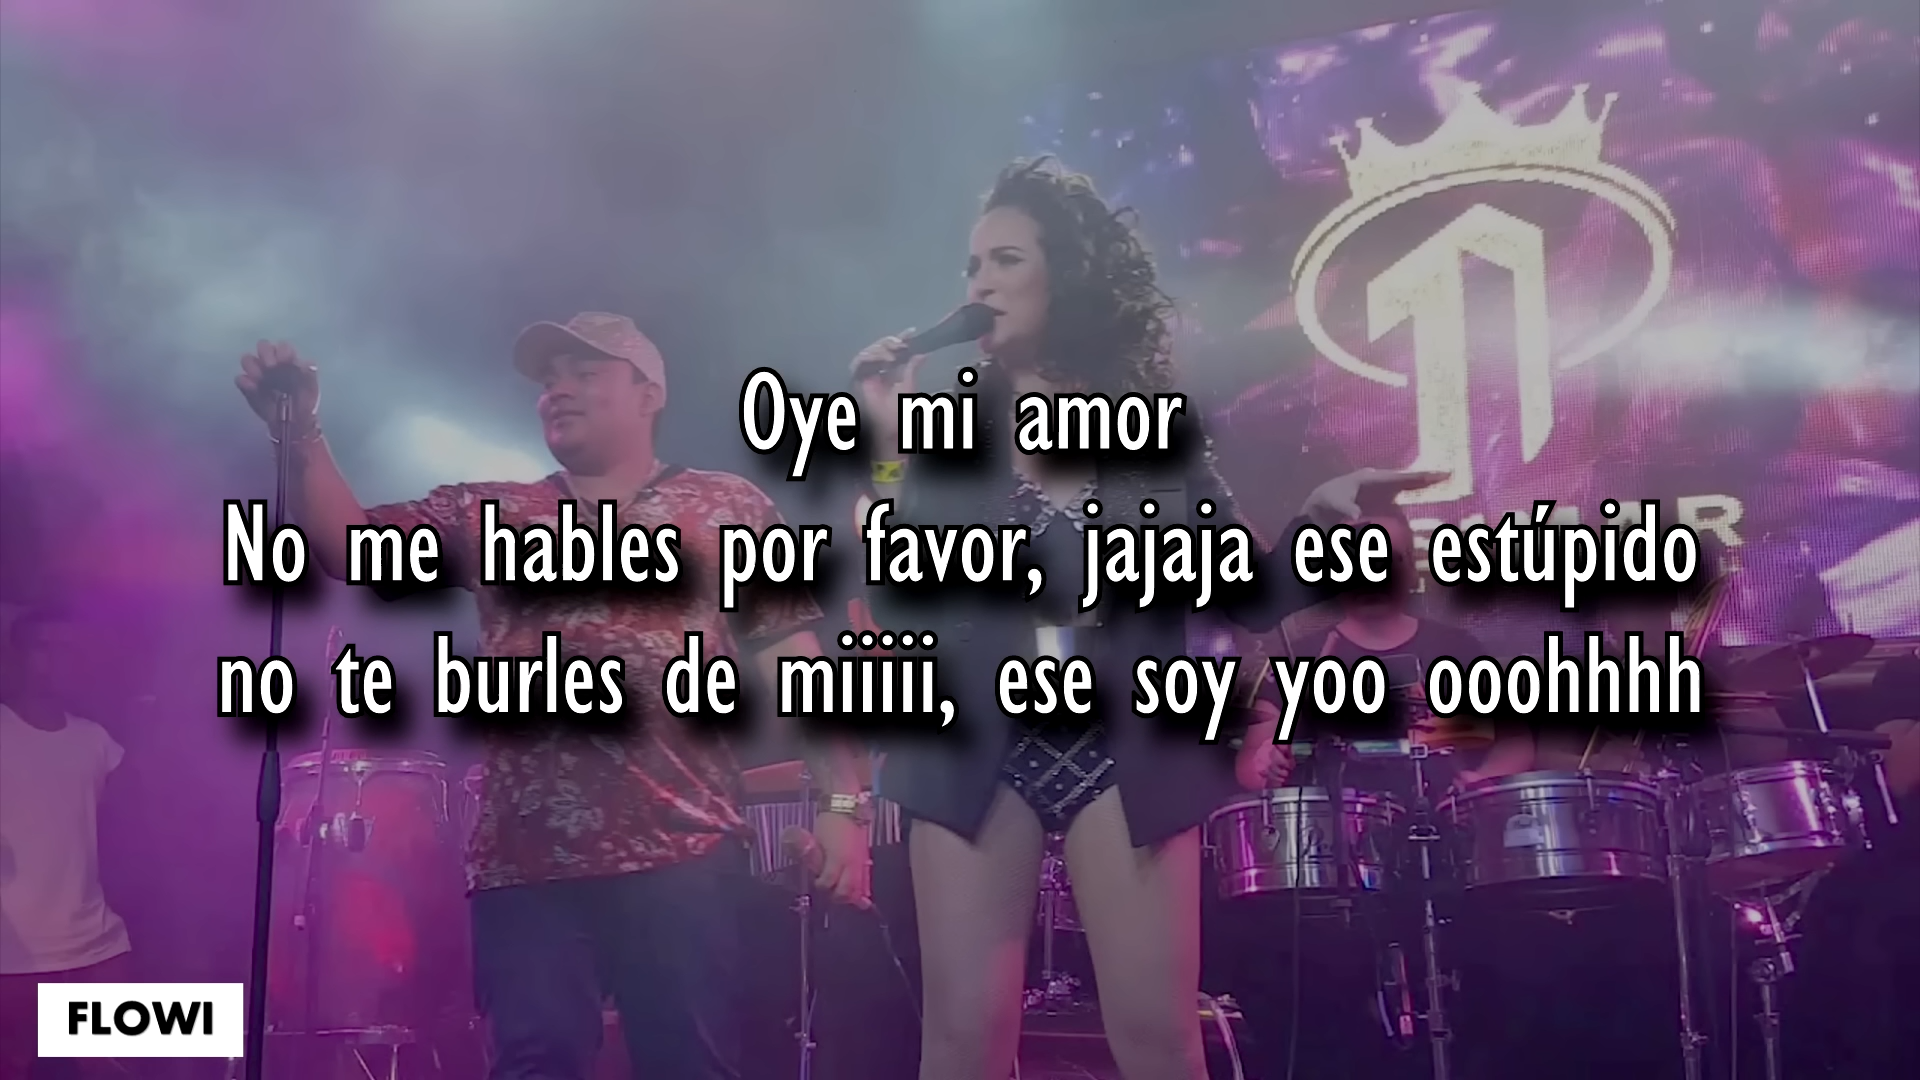 Oye mi amor
No me hables por favor, jajaja ese estúpido
no te burles de miiiii, ese soy yoo ooohhhh
FLOWI